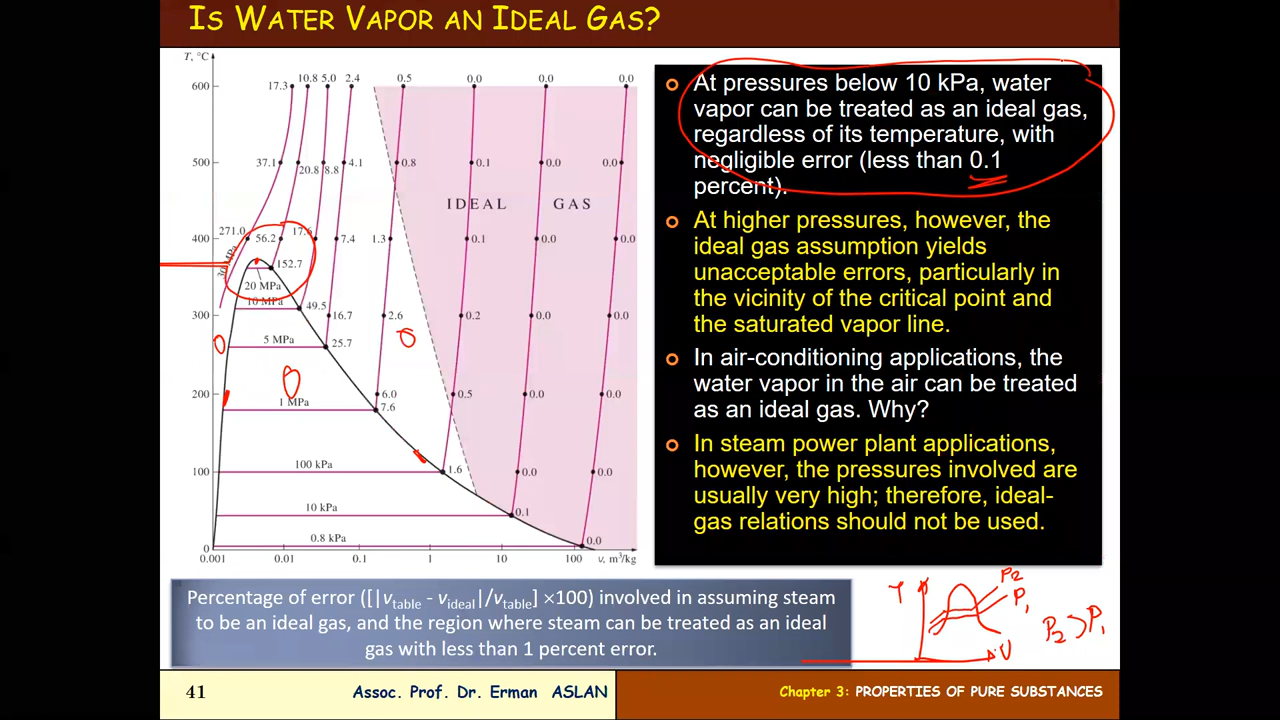 IS WATER VAPOR AN IDEAL GAS?
T, °C
17.3 10.8 5.0 2.4 0.5 0.0 0.0 0.0
600
37.1 20.8 8.8 4.1 0.8 0.1 0.0 0.0
500
IDEAL GAS
271.0 56.2 17.6 7.4 1.3 0.1 0.0 0.0
400
30 MPa
152.7
20 MPa
10 MPa 49.5
300 16.7 2.6 0.2 0.0 0.0
5 MPa 25.7
200 6.0 0.5 0.0 0.0
1 MPa 7.6
100 kPa
100 1.6 0.0 0.0
10 kPa 0.1
0.8 kPa 0.0
0
0.001 0.01 0.1 1 10 100 v, m³/kg
At pressures below 10 kPa, water
vapor can be treated as an ideal gas,
regardless of its temperature, with
negligible error (less than 0.1
percent).
At higher pressures, however, the
ideal gas assumption yields
unacceptable errors, particularly in
the vicinity of the critical point and
the saturated vapor line.
In air-conditioning applications, the
water vapor in the air can be treated
as an ideal gas. Why?
In steam power plant applications,
however, the pressures involved are
usually very high; therefore, ideal-
gas relations should not be used.
Percentage of error ([|vtable - videal|/vtable] ×100) involved in assuming steam
to be an ideal gas, and the region where steam can be treated as an ideal
gas with less than 1 percent error.
T P2
P1
P2 > P1
υ
41 Assoc. Prof. Dr. Erman ASLAN Chapter 3: PROPERTIES OF PURE SUBSTANCES